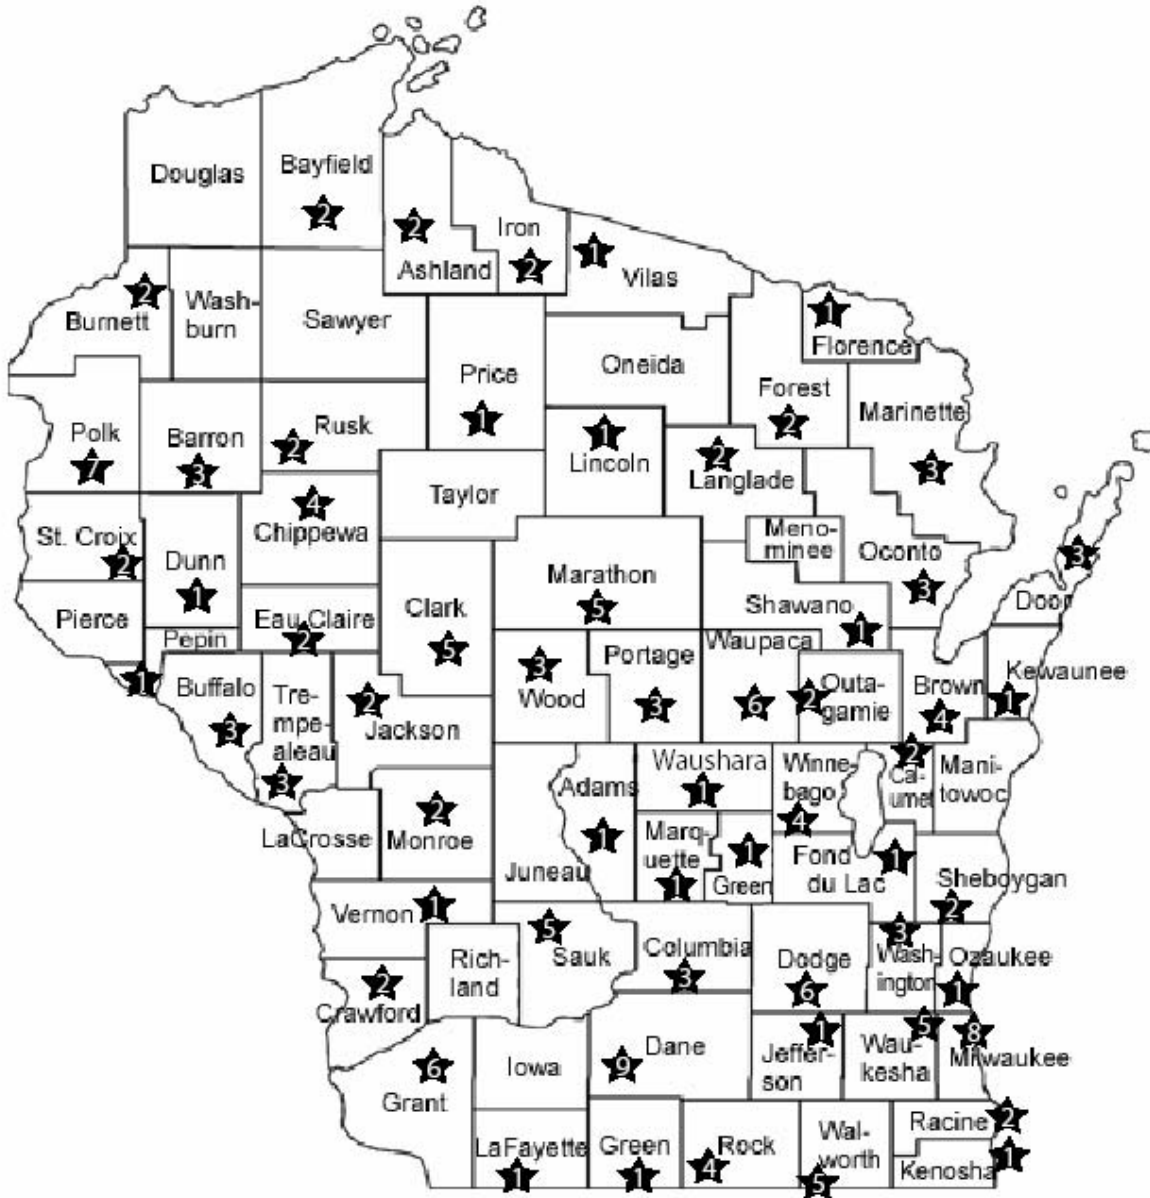 Douglas
Bayfield
2
2
Ashland
Iron
2
1
Vilas
2
Burnett
Wash-
burn
Sawyer
Price
1
Oneida
1
Florence
Forest
2
Marinette
3
Polk
7
Barron
3
Rusk
2
1
Lincoln
2
Langlade
Taylor
4
Chippewa
St. Croix
2
Dunn
1
Meno-
minee
Oconto
3
3
Door
Marathon
5
Clark
5
Shawano
1
Pierce
Pepin
1
Eau Claire
2
Buffalo
3
Tre-
mpe-
aleau
3
2
Jackson
3
Wood
Portage
3
Waupaca
6
2
Outa-
gamie
Brown
4
Kewaunee
1
2
Cal-
umet
Mani-
towoc
Adams
1
Waushara
1
Winne-
bago
4
LaCrosse
2
Monroe
Juneau
Marq-
uette
1
1
Green
Fond
du Lac
1
Sheboygan
2
Vernon
1
5
Sauk
Columbia
3
Dodge
6
3
Wash-
ington
Ozaukee
1
Rich-
land
2
Crawford
6
Grant
Iowa
9
Dane
1
Jeffer-
son
5
Wau-
kesha
8
Milwaukee
LaFayette
1
Green
1
Rock
4
Wal-
worth
5
Racine
2
Kenosha
1